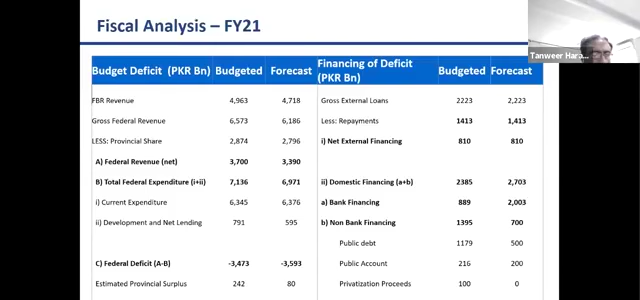 Fiscal Analysis – FY21
Tanweer Har
Budget Deficit (PKR Bn) Budgeted Forecast Financing of Deficit (PKR Bn) Budgeted Forecast
FBR Revenue 4,963 4,718 Gross External Loans 2223 2,223
Gross Federal Revenue 6,573 6,186 Less: Repayments 1413 1,413
LESS: Provincial Share 2,874 2,796 i) Net External Financing 810 810
A) Federal Revenue (net) 3,700 3,390
B) Total Federal Expenditure (i+ii) 7,136 6,971 ii) Domestic Financing (a+b) 2385 2,703
i) Current Expenditure 6,345 6,376 a) Bank Financing 889 2,003
ii) Development and Net Lending 791 595 b) Non Bank Financing 1395 700
Public debt 1179 500
C) Federal Deficit (A-B) -3,473 -3,593 Public Account 216 200
Estimated Provincial Surplus 242 80 Privatization Proceeds 100 0